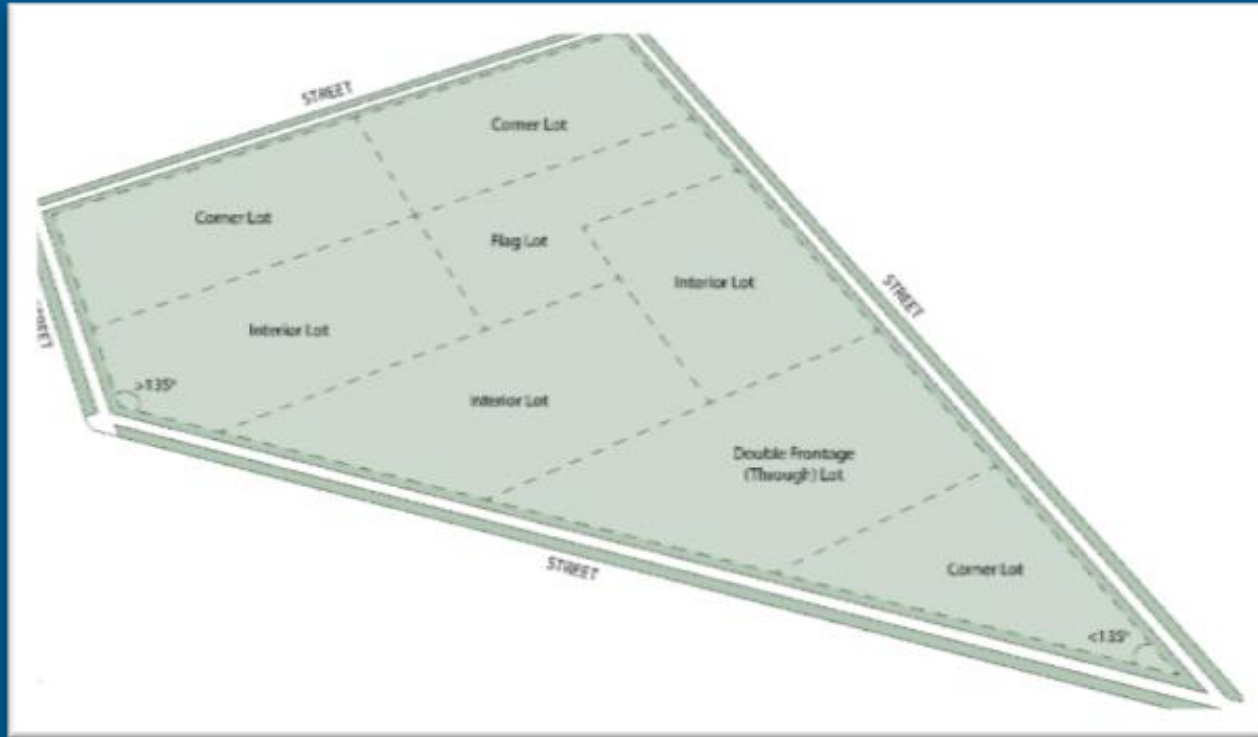 STREET
Corner Lot
Corner Lot
Flag Lot
Interior Lot
STREET
Interior Lot
>135°
Interior Lot
Double Frontage
(Through) Lot
STREET
Corner Lot
<135°